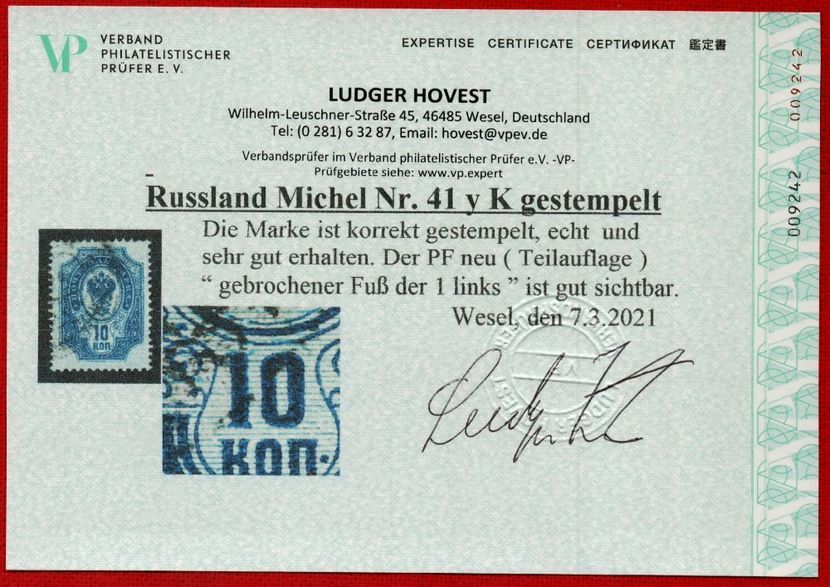 VP VERBAND
PHILATELISTISCHER
PRÜFER E. V.
EXPERTISE CERTIFICATE СЕРТИФИКАТ 鑑定書
LUDGER HOVEST
Wilhelm-Leuschner-Straße 45, 46485 Wesel, Deutschland
Tel: (0 281) 6 32 87, Email: hovest@vpev.de
Verbandsprüfer im Verband philatelistischer Prüfer e.V. -VP-
Prüfgebiete siehe: www.vp.expert
Russland Michel Nr. 41 y K gestempelt
Die Marke ist korrekt gestempelt, echt und
sehr gut erhalten. Der PF neu ( Teilauflage )
“ gebrochener Fuß der 1 links ” ist gut sichtbar.
Wesel, den 7.3.2021
10
КОП
10
КОП.
009242
009242